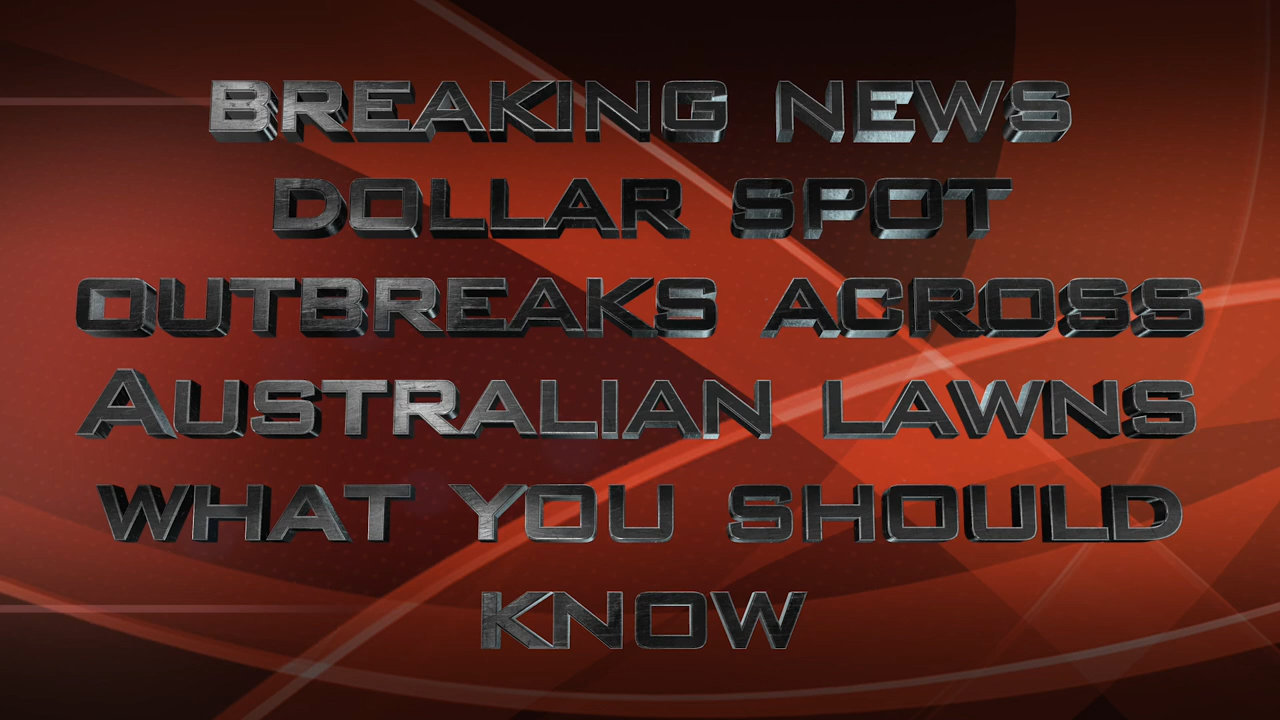 BREAKING NEWS
DOLLAR SPOT
OUTBREAKS ACROSS
AUSTRALIAN LAWNS
WHAT YOU SHOULD
KNOW